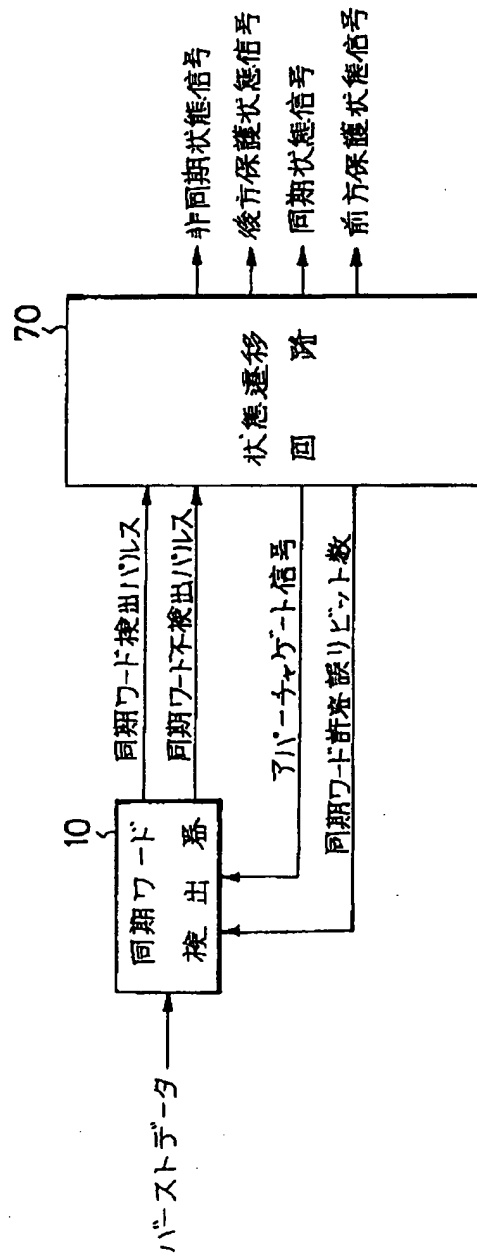 バーストデータ
10
同期ワード
検出器
同期ワード検出パルス
同期ワード不検出パルス
アパーチャゲート信号
同期ワード許容誤りビット数
70
状態遷移
回路
非同期状態信号
後方保護状態信号
同期状態信号
前方保護状態信号